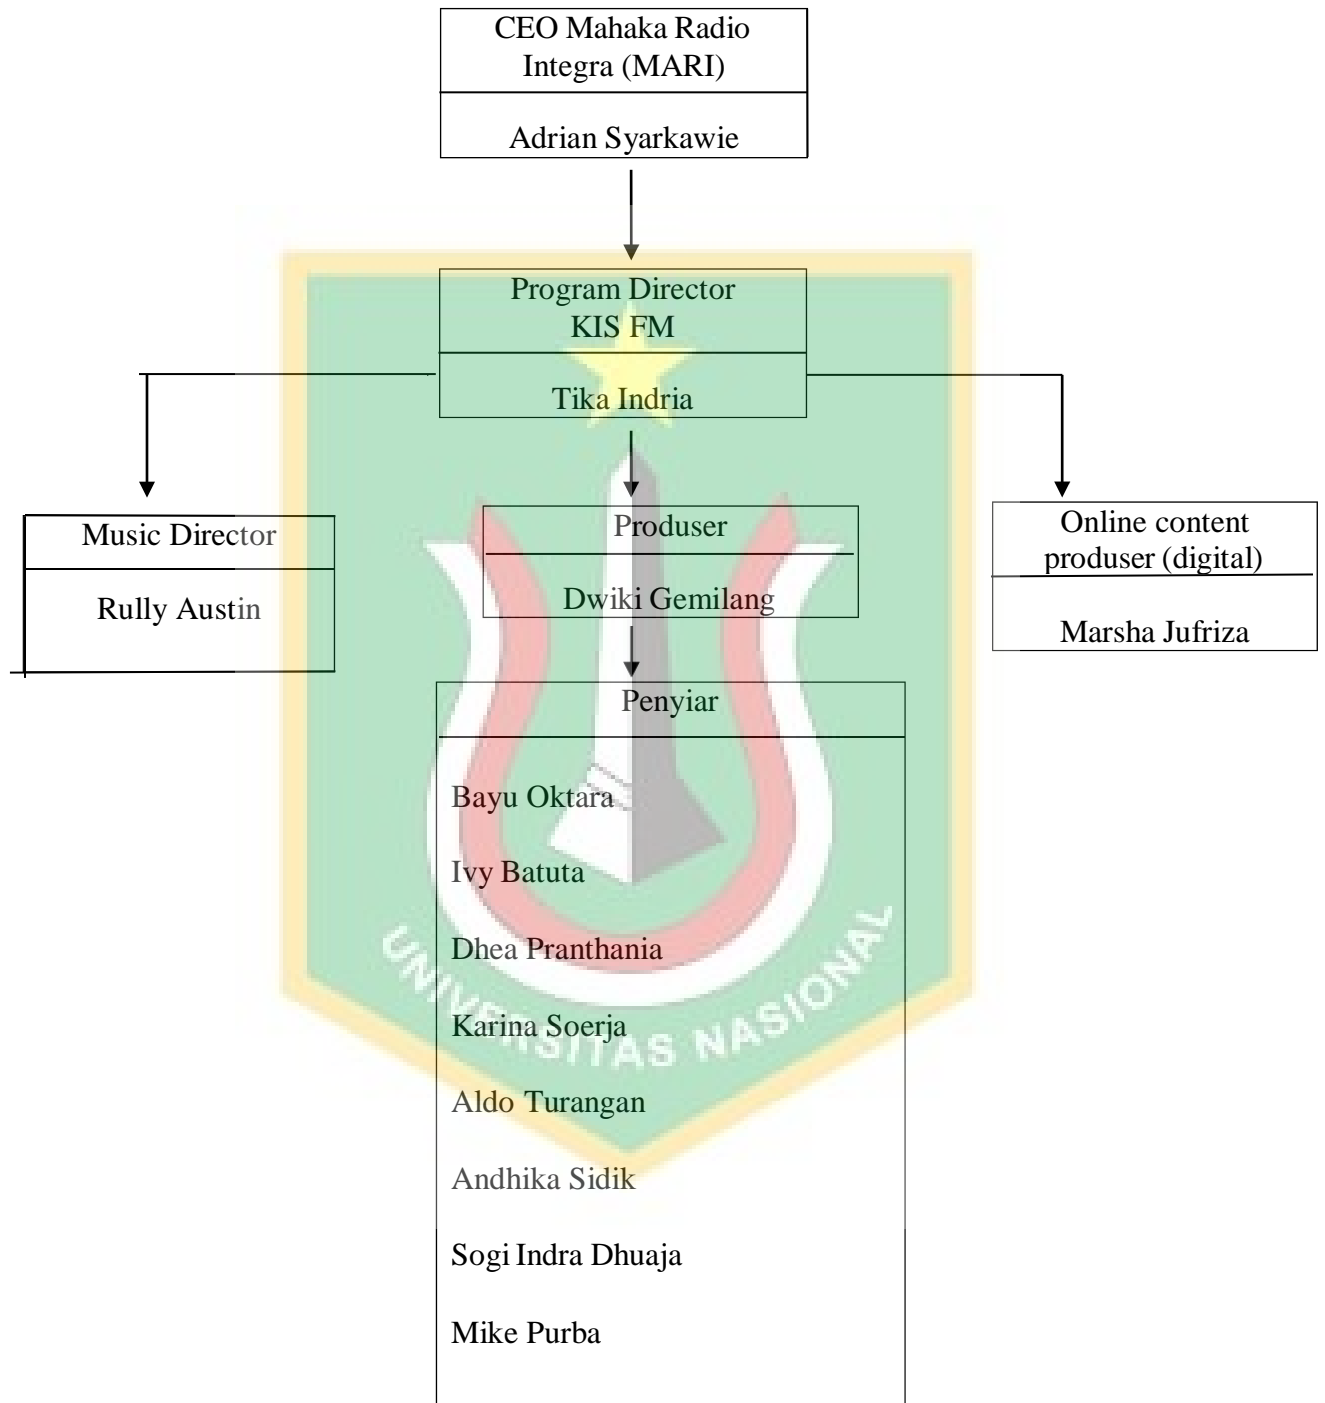 CEO Mahaka Radio
Integra (MARI)
Adrian Syarkawie
Program Director
KIS FM
Tika Indria
Music Director
Rully Austin
Produser
Dwiki Gemilang
Online content
produser (digital)
Marsha Jufriza
Penyiar
Bayu Oktara
Ivy Batuta
Dhea Pranthania
Karina Soerja
Aldo Turangan
Andhika Sidik
Sogi Indra Dhuaja
Mike Purba
UNIVERSITAS NASIONAL